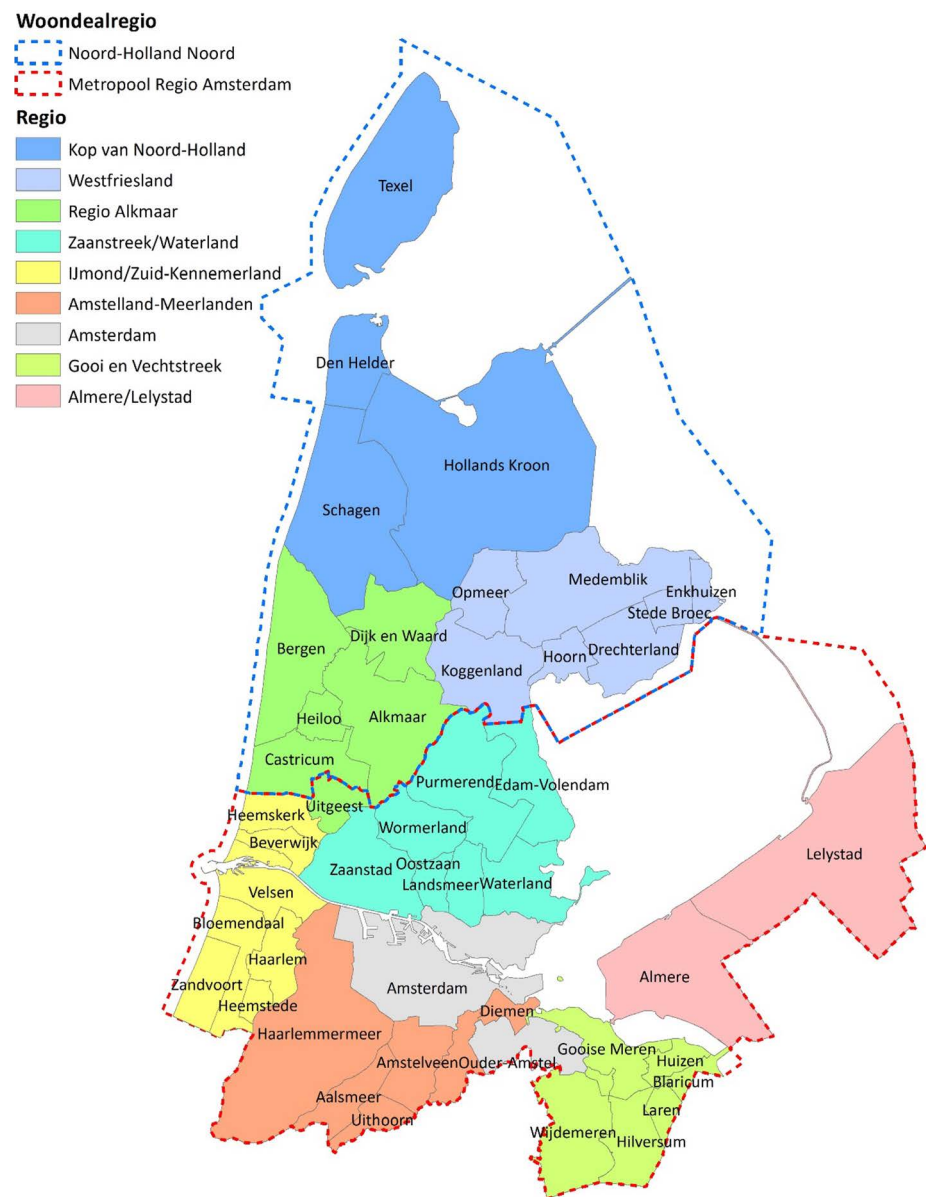 Woondealregio
Noord-Holland Noord
Metropool Regio Amsterdam
Regio
Kop van Noord-Holland
Westfriesland
Regio Alkmaar
Zaanstreek/Waterland
IJmond/Zuid-Kennemerland
Amstelland-Meerlanden
Amsterdam
Gooi en Vechtstreek
Almere/Lelystad
Texel
Den Helder
Hollands Kroon
Schagen
Medemblik
Opmeer
Enkhuizen
Stede Broec
Dijk en Waard
Bergen
Hoorn
Drechterland
Koggenland
Heiloo
Alkmaar
Castricum
Purmerend
Edam-Volendam
Uitgeest
Heemskerk
Wormerland
Beverwijk
Lelystad
Oostzaan
Zaanstad
Landsmeer
Waterland
Velsen
Bloemendaal
Haarlem
Almere
Zandvoort
Amsterdam
Heemstede
Diemen
Haarlemmermeer
Gooise Meren
Amstelveen
Ouder-Amstel
Huizen
Blaricum
Aalsmeer
Laren
Uithoorn
Wijdemeren
Hilversum